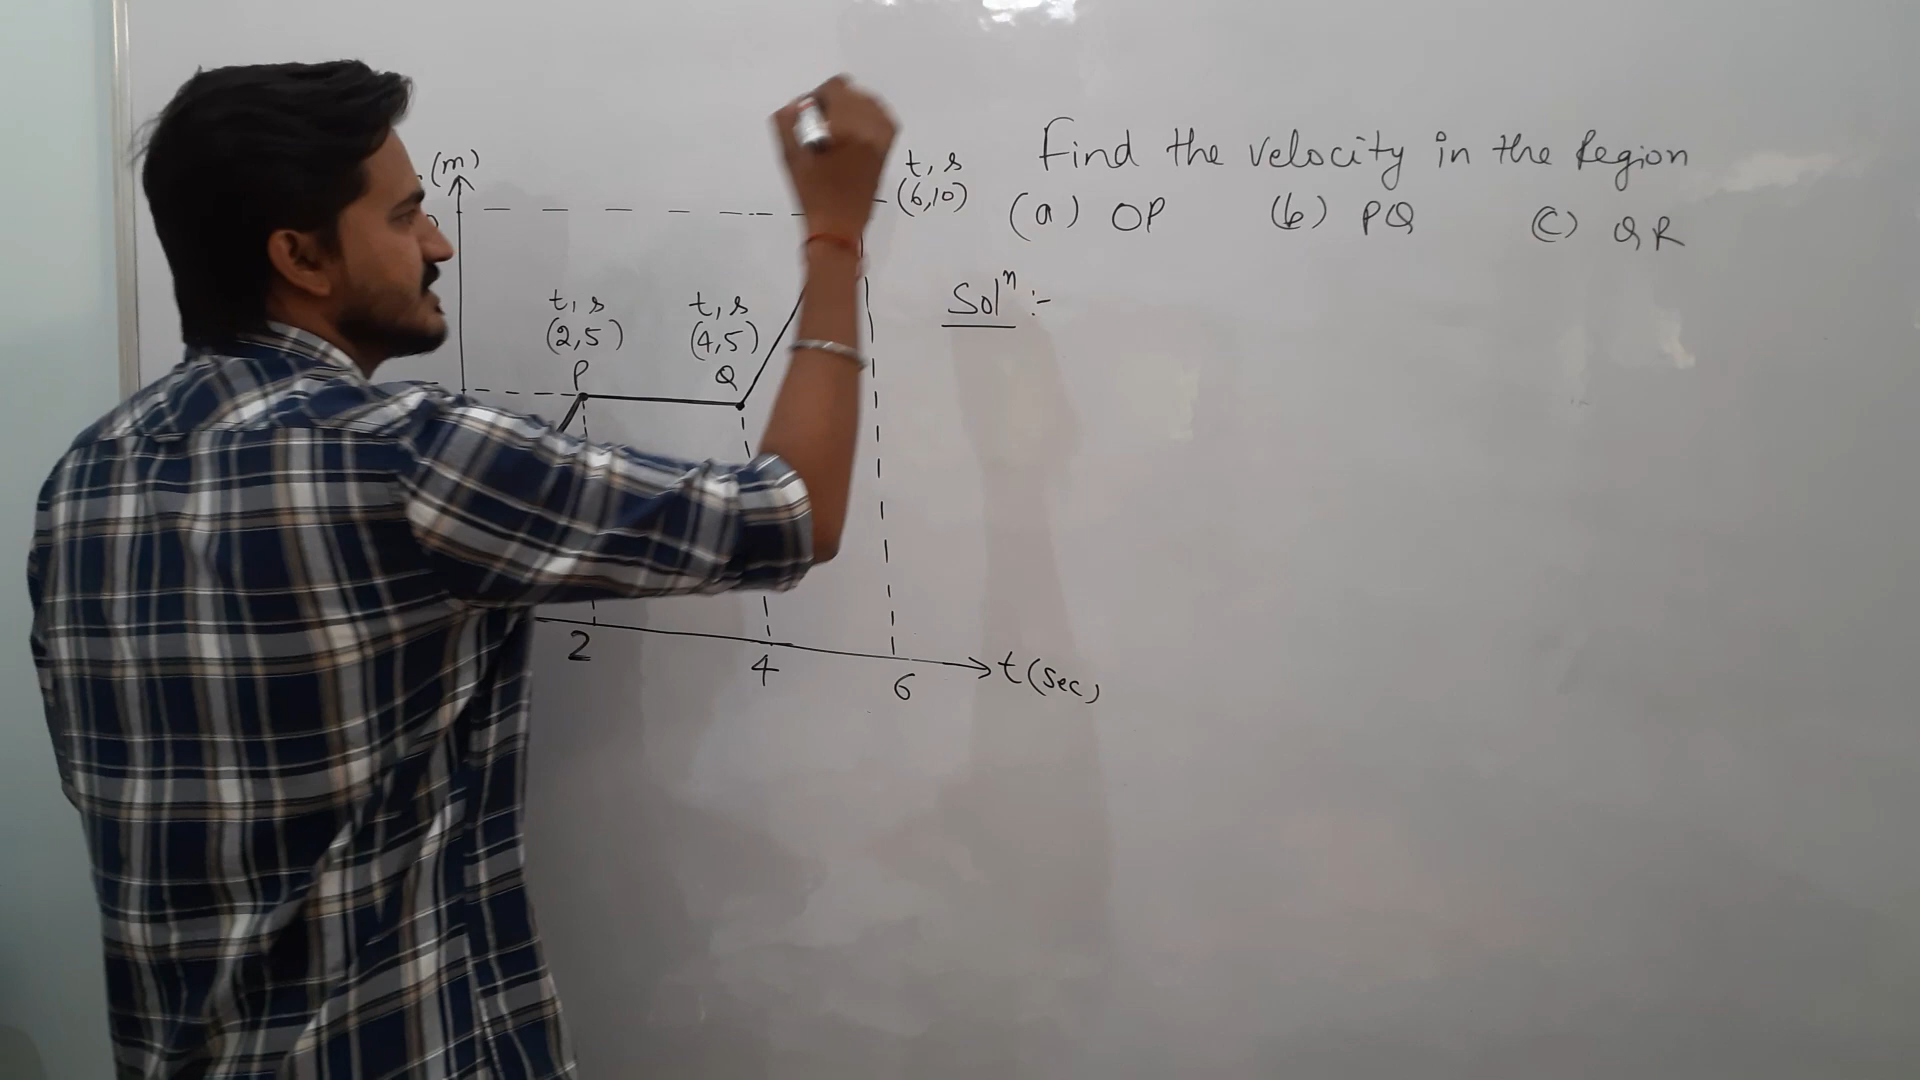 (m)
t, s
(6,10)
t, s
(2,5)
P
t, s
(4,5)
Q
2
4
6
t (sec)
Find the velocity in the Region
(a) OP (b) PQ (c) QR
Solⁿ :-